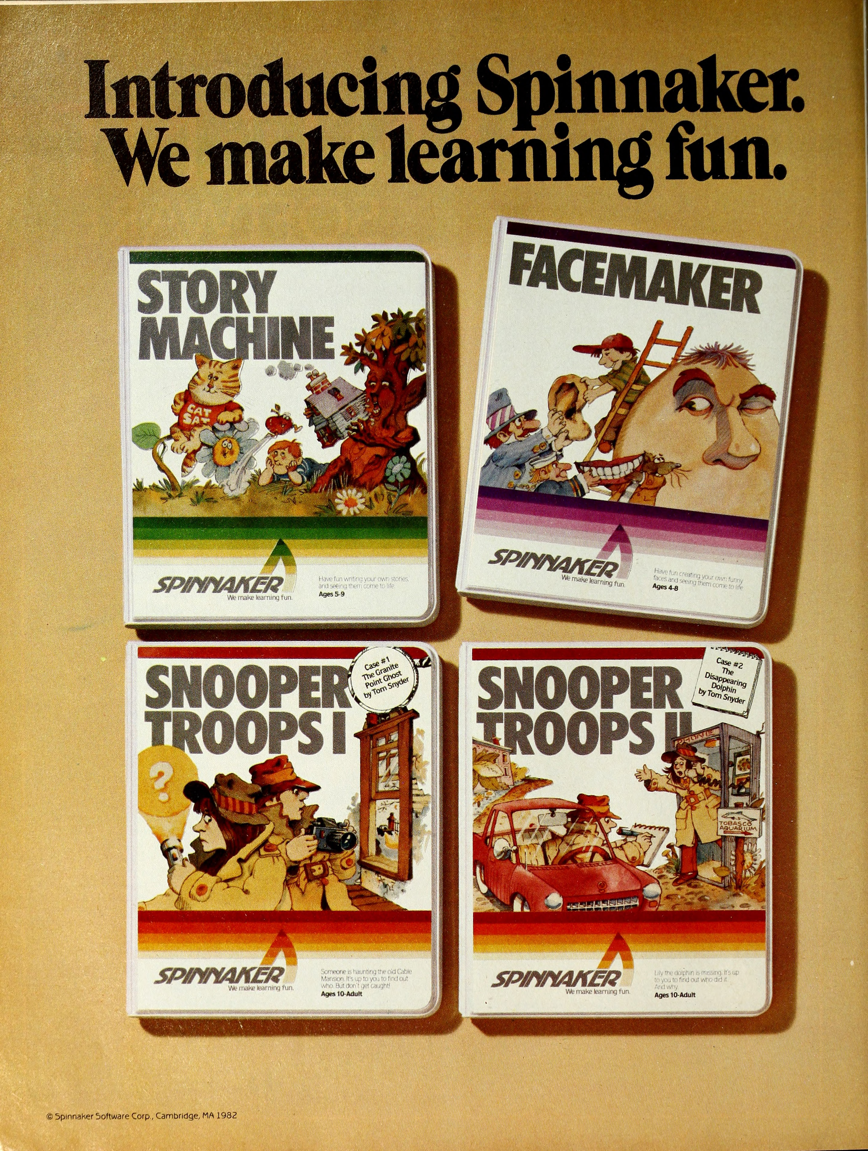 Introducing Spinnaker.
We make learning fun.
STORY
MACHINE
CAT
SAT
SPINNAKER
We make learning fun.
Have fun writing your own stories,
and seeing them come to life.
Ages 5-9
FACEMAKER
SPINNAKER
We make learning fun.
Have fun creating your own funny
faces and seeing them come to life.
Ages 4-8
SNOOPER
TROOPS I
Case #1
The Granite
Point Ghost
by Tom Snyder
?
SPINNAKER
We make learning fun.
Someone is haunting the old Cable
Mansion. It's up to you to find out
who. But don't get caught!
Ages 10-Adult
SNOOPER
TROOPS II
Case #2
The
Disappearing
Dolphin
by Tom Snyder
TOBASCO
AQUARIUM
SPINNAKER
We make learning fun.
Lily the dolphin is missing. It's up
to you to find out who did it.
And why.
Ages 10-Adult
© Spinnaker Software Corp., Cambridge, MA 1982